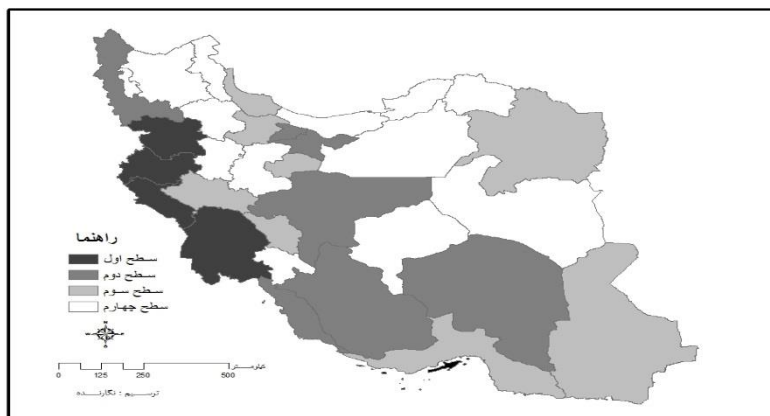 راهنما
سطح اول
سطح دوم
سطح سوم
سطح چهارم
کیلومتر
0 125 250 500
ترسیم : نگارنده